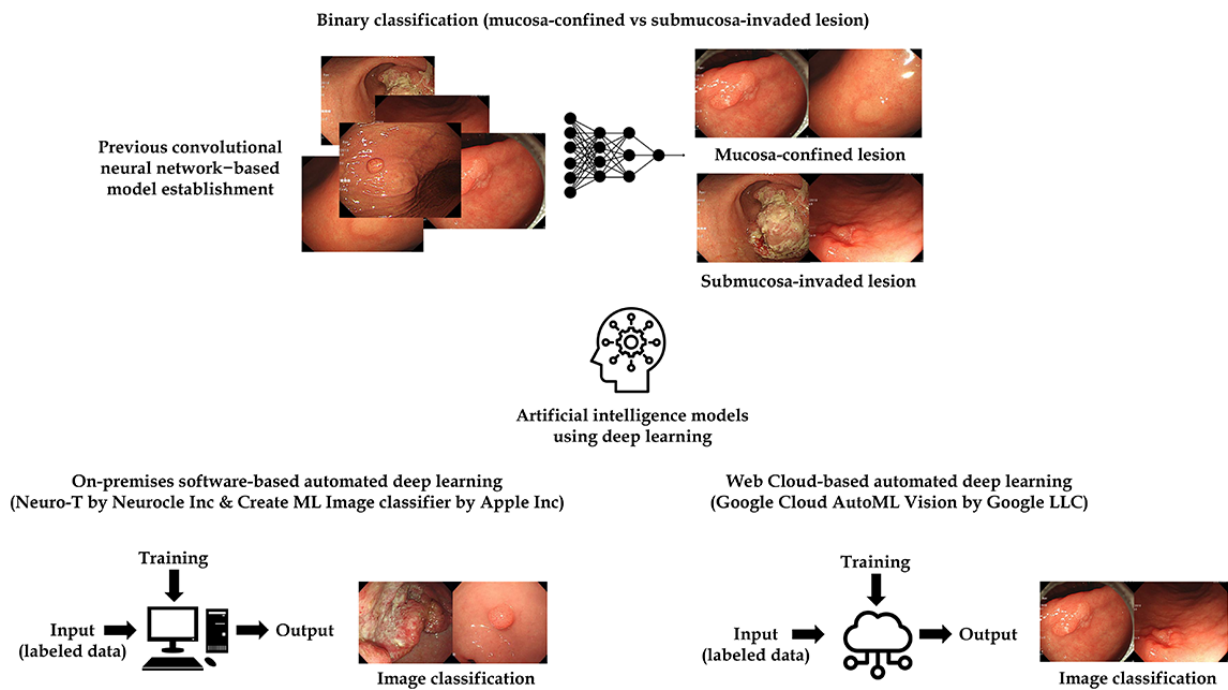 Binary classification (mucosa-confined vs submucosa-invaded lesion)
Previous convolutional
neural network−based
model establishment
Mucosa-confined lesion
Submucosa-invaded lesion
Artificial intelligence models
using deep learning
On-premises software-based automated deep learning
(Neuro-T by Neurocle Inc & Create ML Image classifier by Apple Inc)
Training
Input
(labeled data)
Output
Image classification
Web Cloud-based automated deep learning
(Google Cloud AutoML Vision by Google LLC)
Training
Input
(labeled data)
Output
Image classification